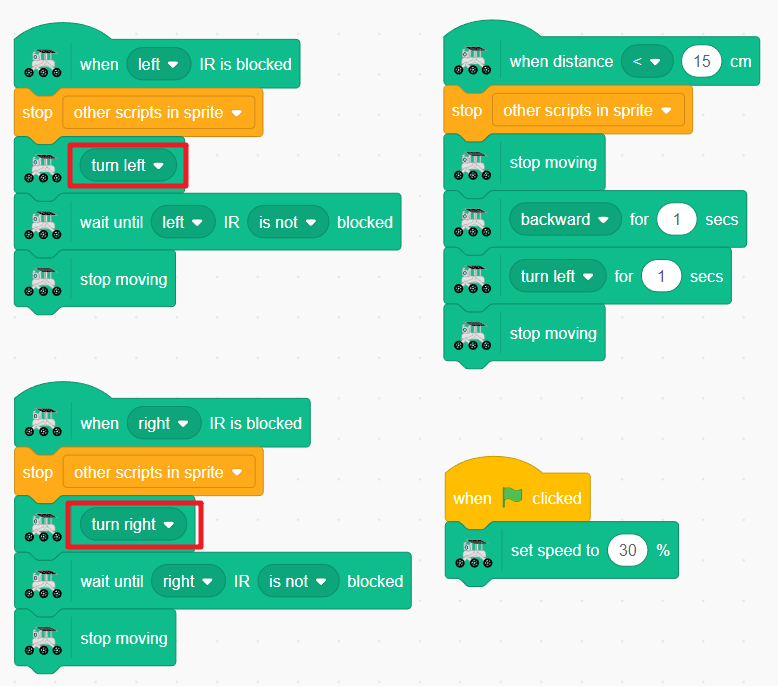 when left IR is blocked
stop other scripts in sprite
turn left
wait until left IR is not blocked
stop moving
when distance < 15 cm
stop other scripts in sprite
stop moving
backward for 1 secs
turn left for 1 secs
stop moving
when right IR is blocked
stop other scripts in sprite
turn right
wait until right IR is not blocked
stop moving
when clicked
set speed to 30 %